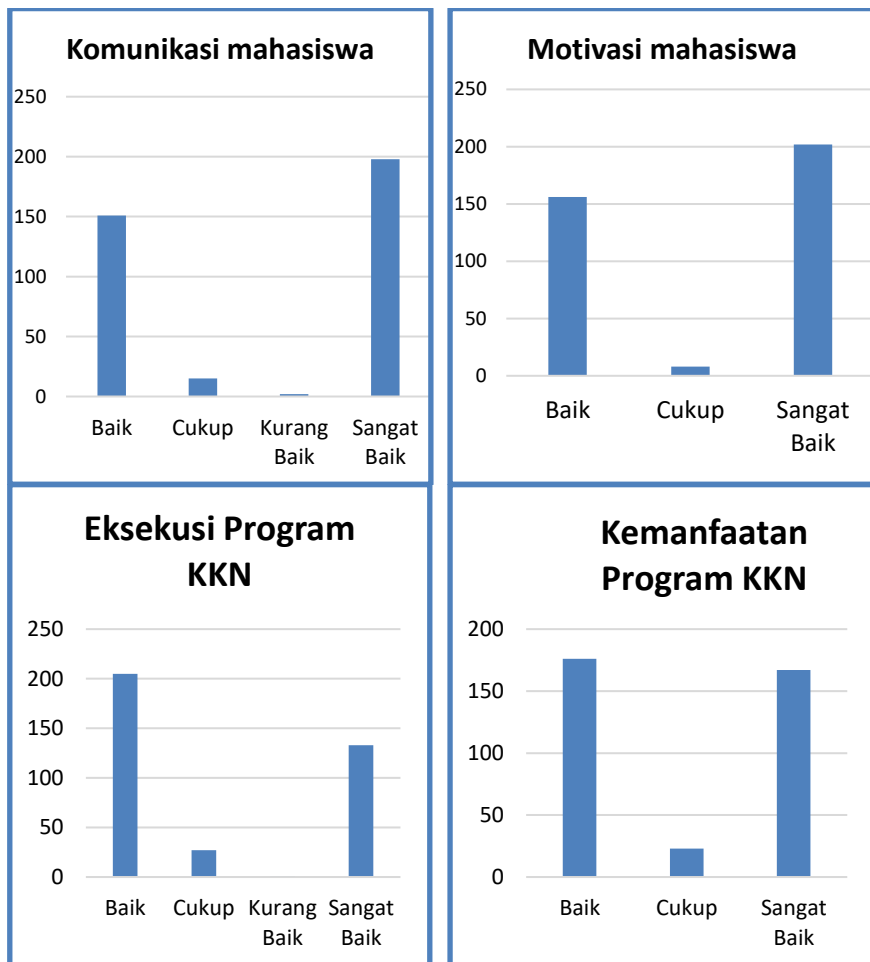 Komunikasi mahasiswa
250
200
150
100
50
0
Baik Cukup Kurang Sangat
Baik Baik
Motivasi mahasiswa
250
200
150
100
50
0
Baik Cukup Sangat
Baik
Eksekusi Program
KKN
250
200
150
100
50
0
Baik Cukup Kurang Sangat
Baik Baik
Kemanfaatan
Program KKN
200
150
100
50
0
Baik Cukup Sangat
Baik